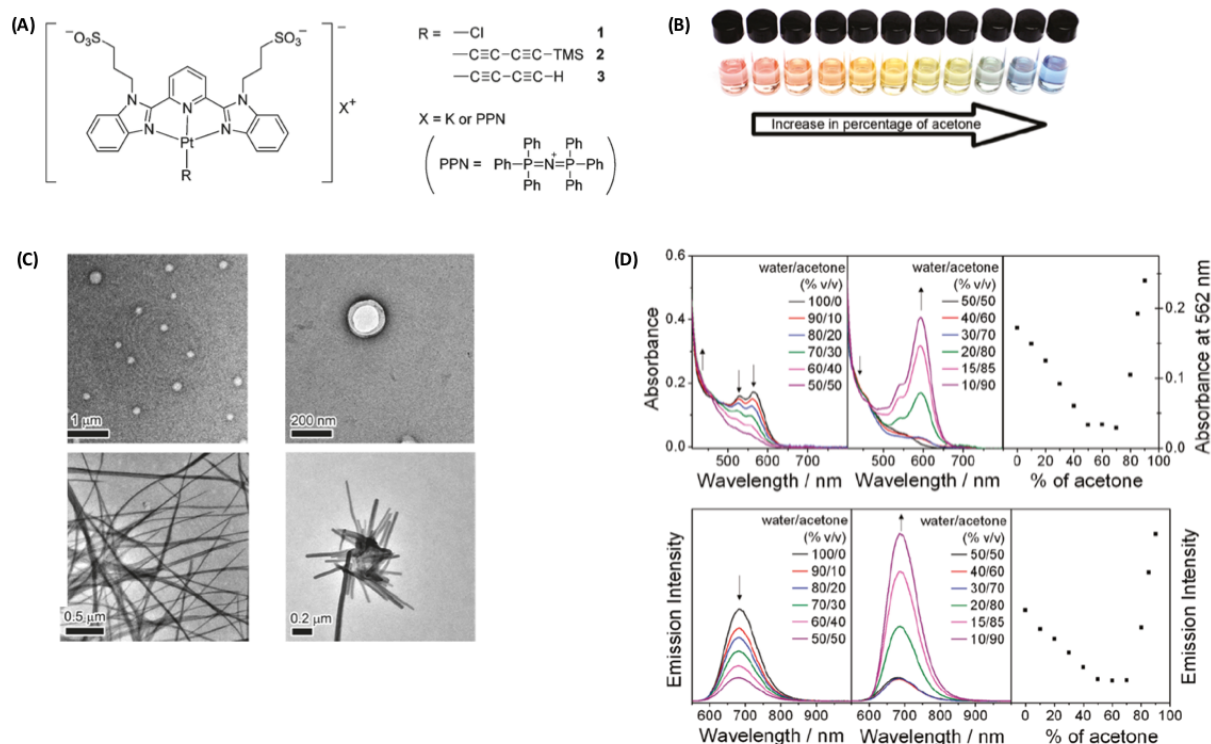 (A)
⁻O₃S
SO₃⁻
N
N
N
N
N
Pt
R
–
X⁺
R = —Cl 1
—C≡C—C≡C—TMS 2
—C≡C—C≡C—H 3
X = K or PPN
Ph Ph
PPN = Ph—P=N⁺=P—Ph
Ph Ph
(B)
Increase in percentage of acetone
(C)
1 μm
200 nm
0.5 μm
0.2 μm
(D)
0.6
0.4
0.2
0.0
Absorbance
water/acetone
(% v/v)
100/0
90/10
80/20
70/30
60/40
50/50
500 600 700
Wavelength / nm
water/acetone
(% v/v)
50/50
40/60
30/70
20/80
15/85
10/90
500 600 700
Wavelength / nm
0.2
0.1
0.0
Absorbance at 562 nm
0 20 40 60 80 100
% of acetone
Emission Intensity
water/acetone
(% v/v)
100/0
90/10
80/20
70/30
60/40
50/50
600 700 800 900
Wavelength / nm
water/acetone
(% v/v)
50/50
40/60
30/70
20/80
15/85
10/90
600 700 800 900
Wavelength / nm
Emission Intensity
0 20 40 60 80 100
% of acetone